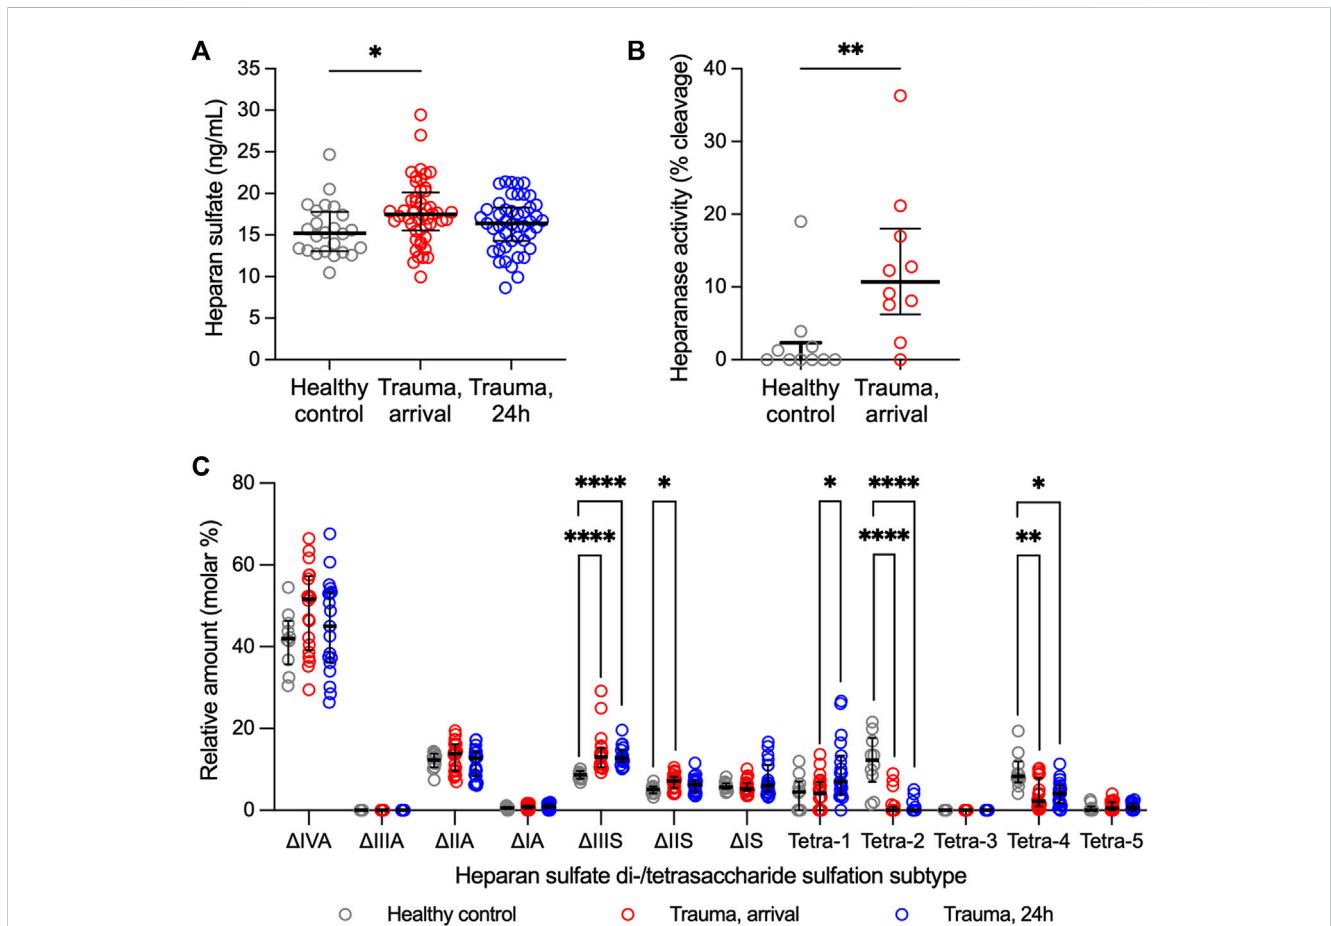 A
*
Heparan sulfate (ng/mL)
35
30
25
20
15
10
5
0
Healthy control
Trauma, arrival
Trauma, 24h
B
**
Heparanase activity (% cleavage)
40
30
20
10
0
Healthy control
Trauma, arrival
C
Relative amount (molar %)
80
60
40
20
0
****
****
*
*
****
****
*
**
ΔIVA ΔIIIA ΔIIA ΔIA ΔIIIS ΔIIS ΔIS Tetra-1 Tetra-2 Tetra-3 Tetra-4 Tetra-5
Heparan sulfate di-/tetrasaccharide sulfation subtype
Healthy control Trauma, arrival Trauma, 24h